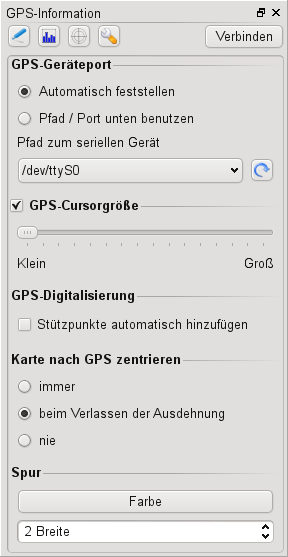 GPS-Information
Verbinden
GPS-Geräteport
Automatisch feststellen
Pfad / Port unten benutzen
Pfad zum seriellen Gerät
/dev/ttyS0
GPS-Cursorgröße
Klein Groß
GPS-Digitalisierung
Stützpunkte automatisch hinzufügen
Karte nach GPS zentrieren
immer
beim Verlassen der Ausdehnung
nie
Spur
Farbe
2 Breite